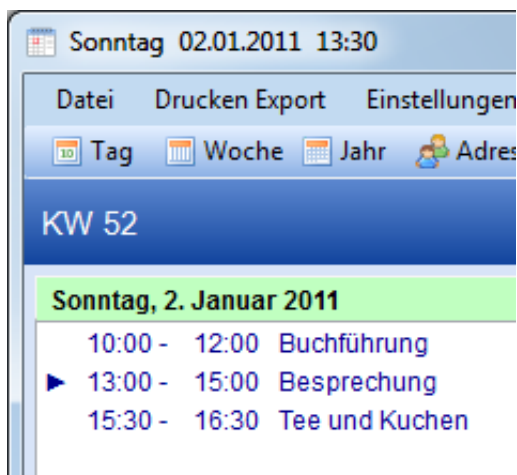 Sonntag 02.01.2011 13:30
Datei Drucken Export Einstellungen
10 Tag Woche Jahr
KW 52
Sonntag, 2. Januar 2011
10:00 - 12:00 Buchführung
13:00 - 15:00 Besprechung
15:30 - 16:30 Tee und Kuchen